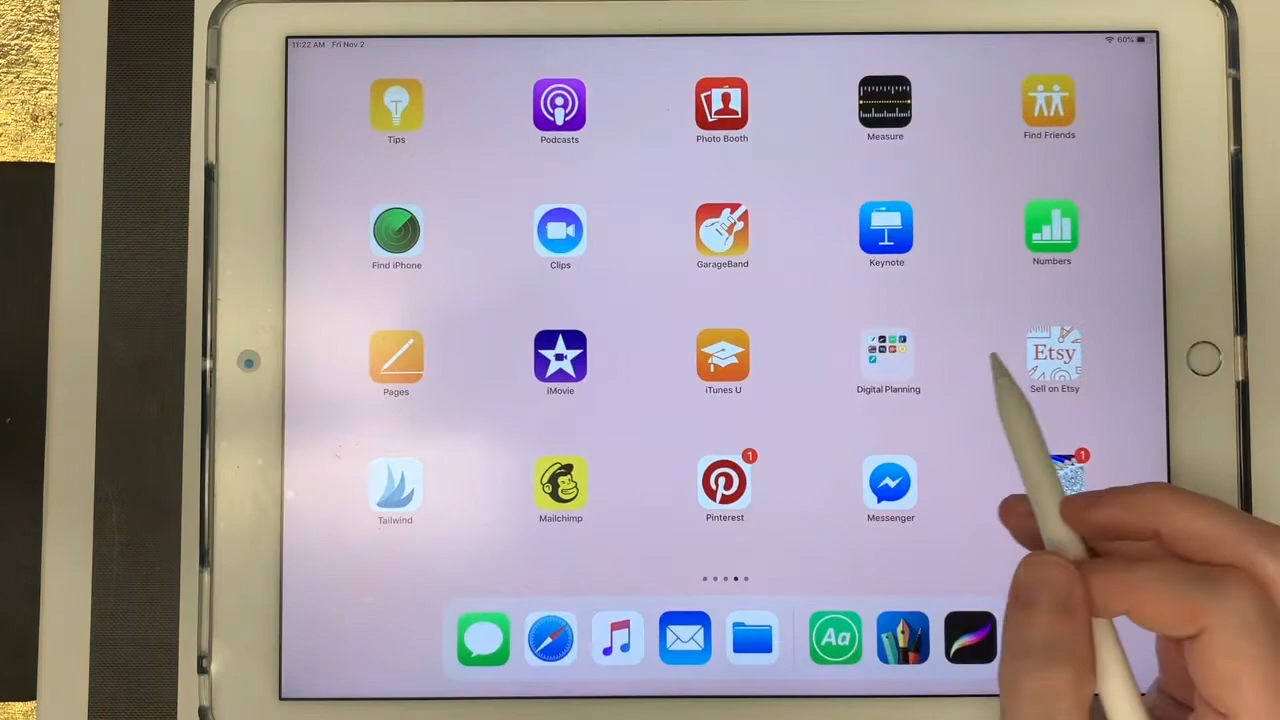 11:22 AM Fri Nov 2
60%
Tips
Podcasts
Photo Booth
Measure
Find Friends
Find iPhone
Clips
GarageBand
Keynote
Numbers
Pages
iMovie
iTunes U
Digital Planning
Etsy
Sell on Etsy
Tailwind
Mailchimp
1
Pinterest
Messenger
1
Aa